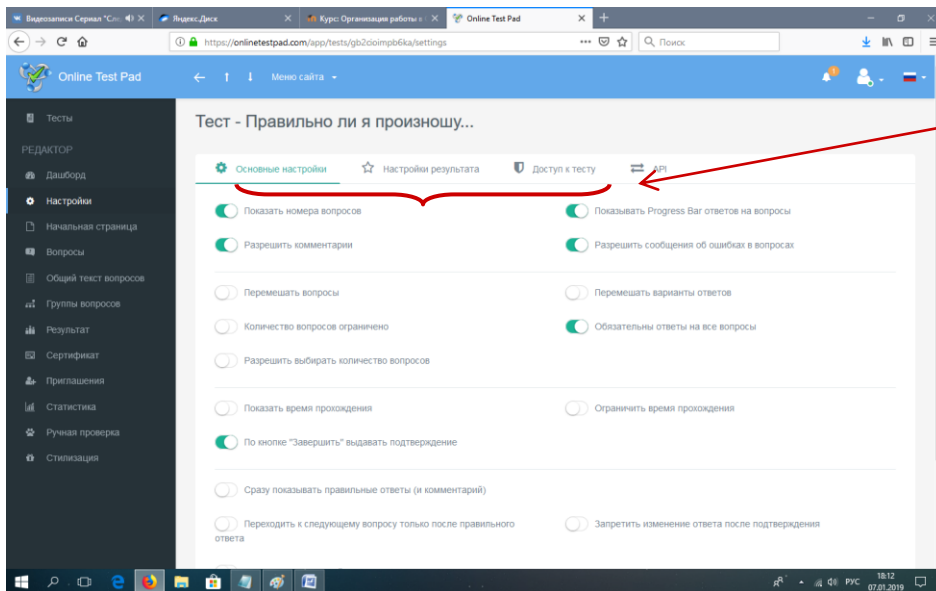 Видеозаписи Сериал "Сле
Яндекс.Диск
Курс: Организация работы в
Online Test Pad
https://onlinetestpad.com/app/tests/gb2cioimpb6ka/settings
Поиск
Online Test Pad
Меню сайта
1
Тесты
Тест - Правильно ли я произношу...
РЕДАКТОР
Дашборд
Настройки
Начальная страница
Вопросы
Общий текст вопросов
Группы вопросов
Результат
Сертификат
Приглашения
Статистика
Ручная проверка
Стилизация
Основные настройки
Настройки результата
Доступ к тесту
API
Показать номера вопросов
Показывать Progress Bar ответов на вопросы
Разрешить комментарии
Разрешить сообщения об ошибках в вопросах
Перемешать вопросы
Перемешать варианты ответов
Количество вопросов ограничено
Обязательны ответы на все вопросы
Разрешить выбирать количество вопросов
Показать время прохождения
Ограничить время прохождения
По кнопке "Завершить" выдавать подтверждение
Сразу показывать правильные ответы (и комментарий)
Переходить к следующему вопросу только после правильного
ответа
Запретить изменение ответа после подтверждения
РУС
18:12
07.01.2019